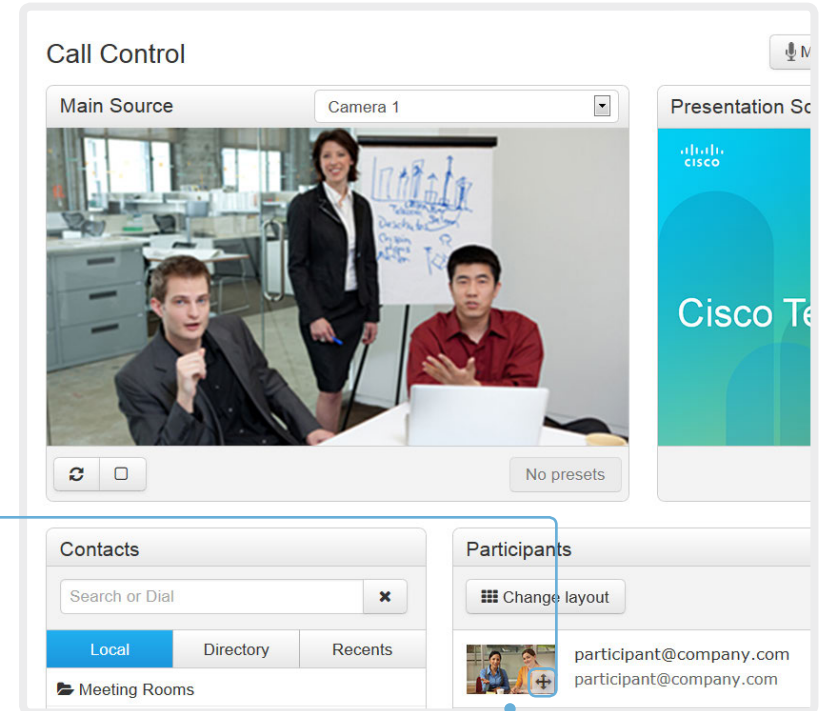 Call Control
M
Main Source
Camera 1
Presentation So
CISCO
Cisco Te
No presets
Contacts
Search or Dial
Local
Directory
Recents
Meeting Rooms
Participants
Change layout
participant@company.com
participant@company.com